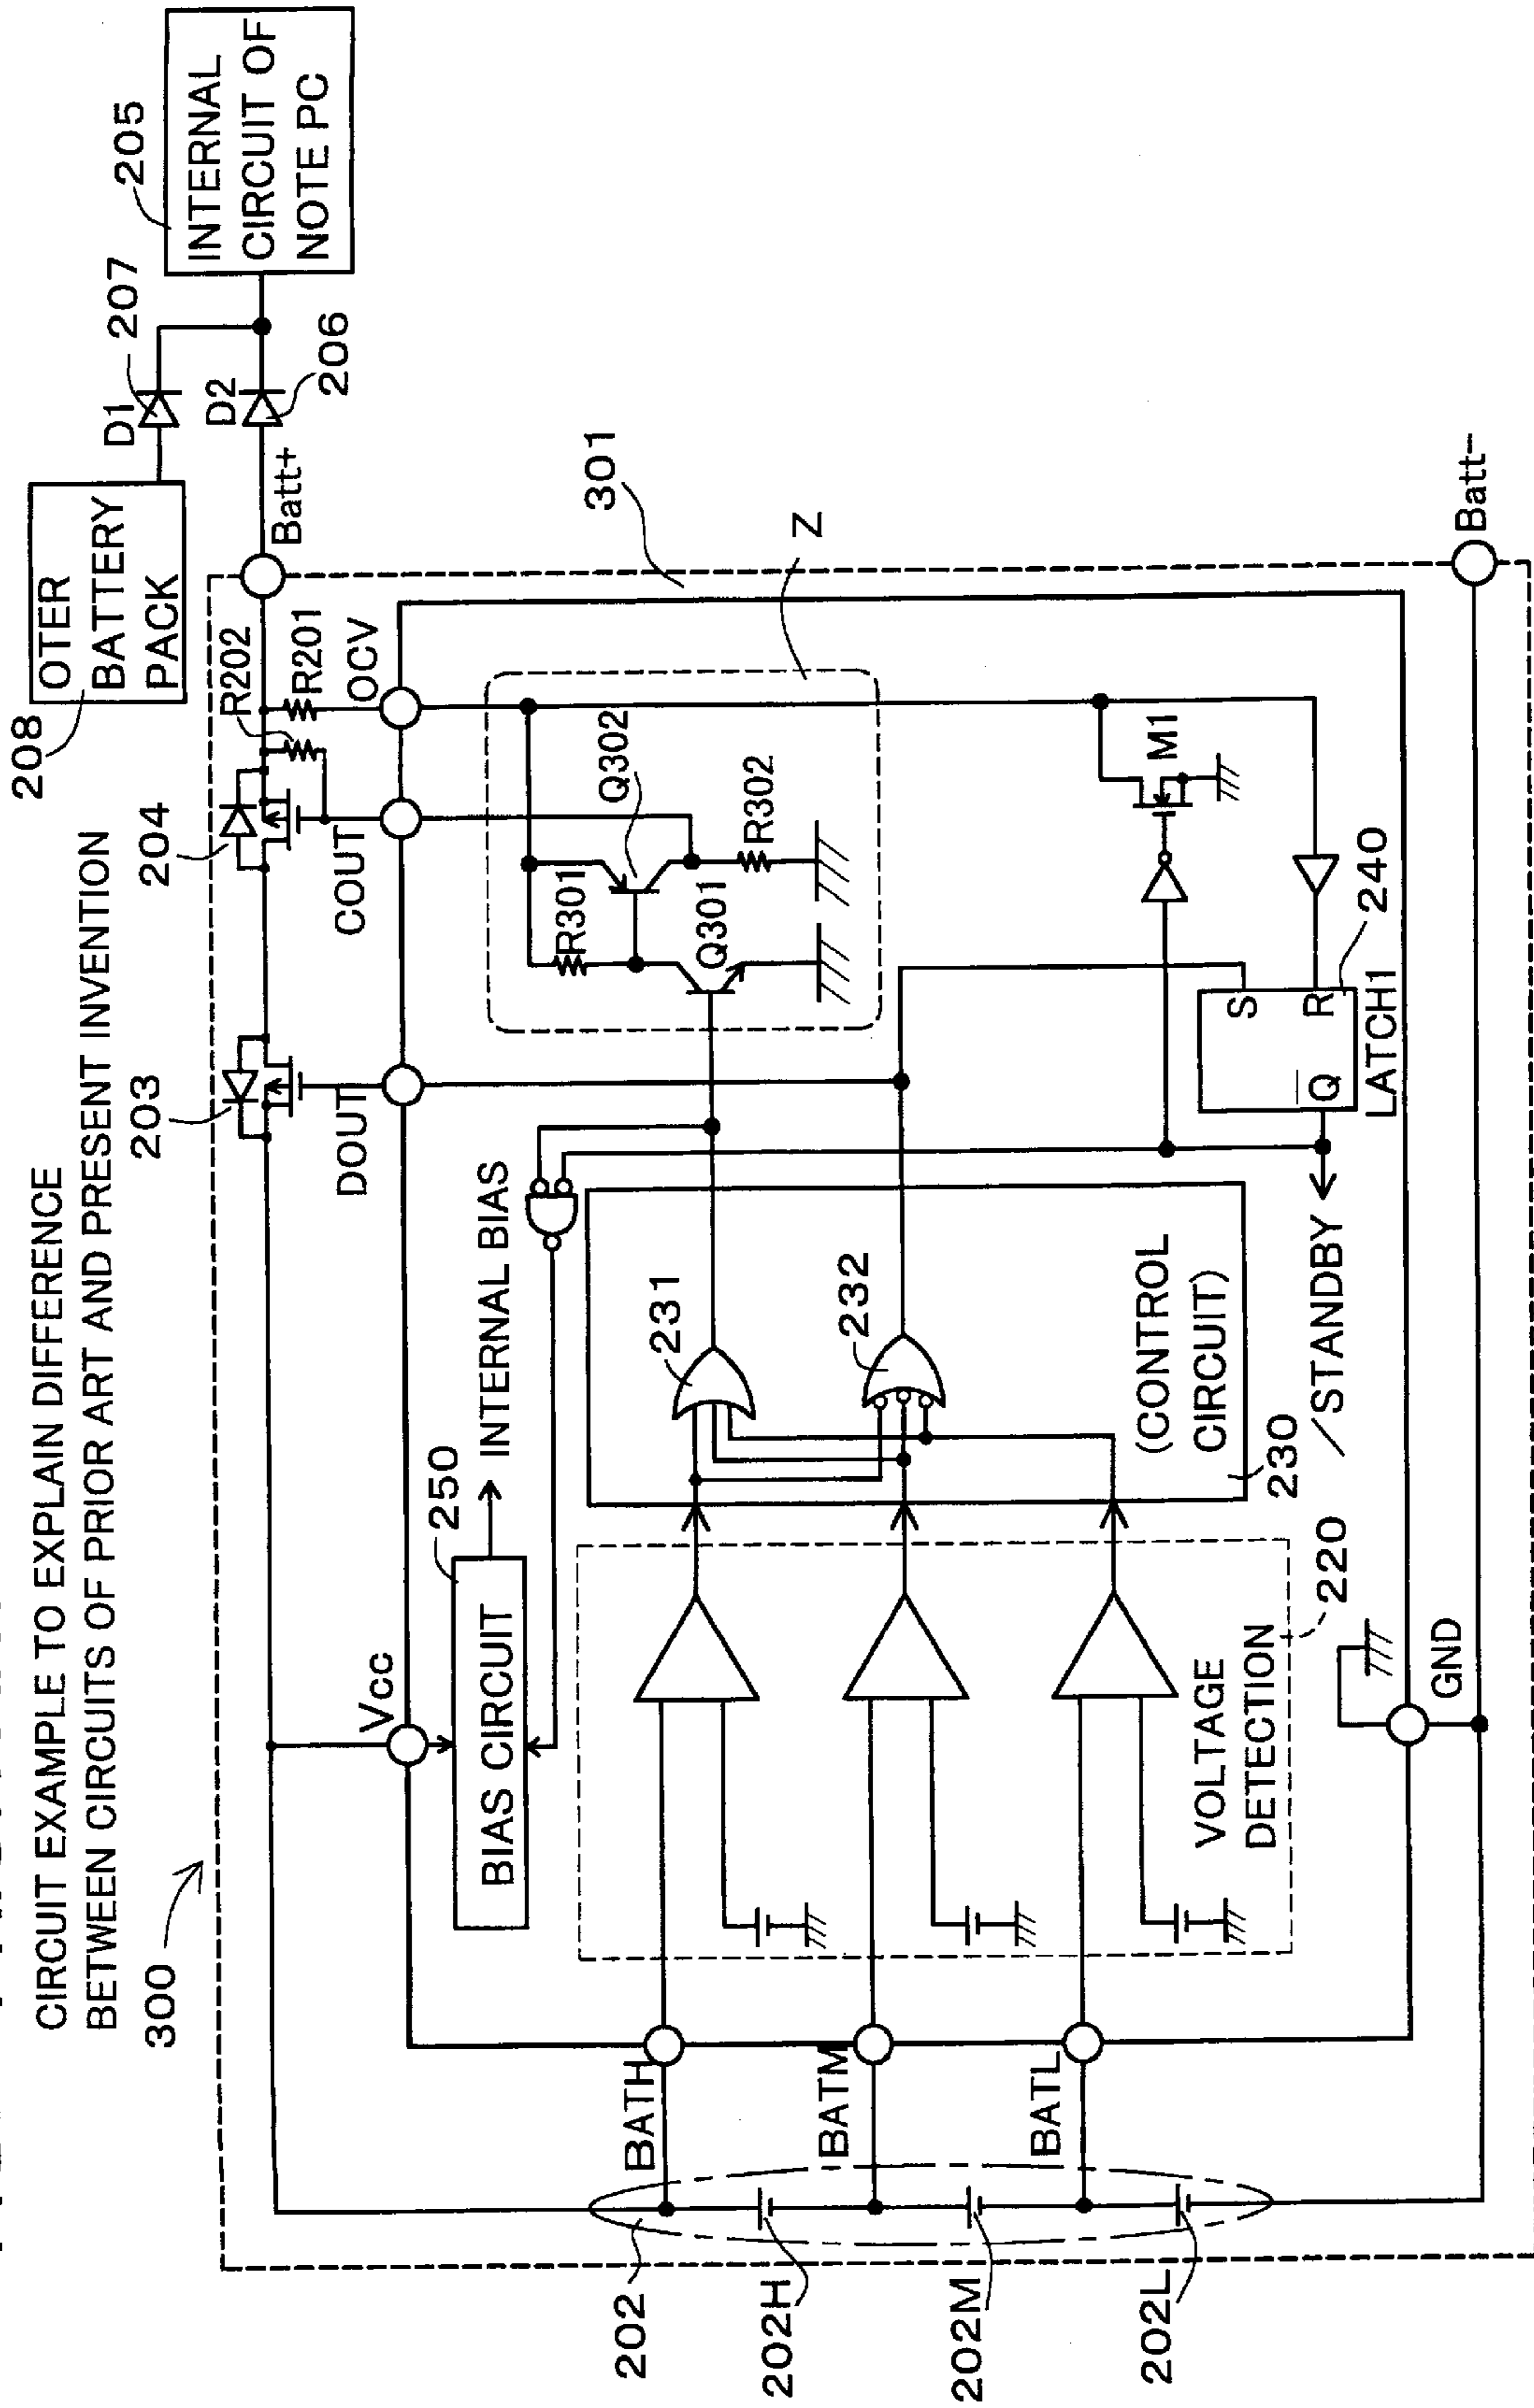 CIRCUIT EXAMPLE TO EXPLAIN DIFFERENCE
BETWEEN CIRCUITS OF PRIOR ART AND PRESENT INVENTION
300
208
OTER
BATTERY
PACK
D1
207
205
INTERNAL
CIRCUIT OF
NOTE PC
D2
206
Batt+
203
204
R202
R201
Vcc
DOUT
COUT
OCV
301
250
BIAS CIRCUIT
INTERNAL BIAS
R301
Q302
Q301
R302
Z
202
BATH
231
202H
BATM
232
M1
202M
BATL
VOLTAGE
DETECTION
220
(CONTROL
CIRCUIT)
230
S
R
Q
240
LATCH1
/STANDBY
202L
GND
Batt-